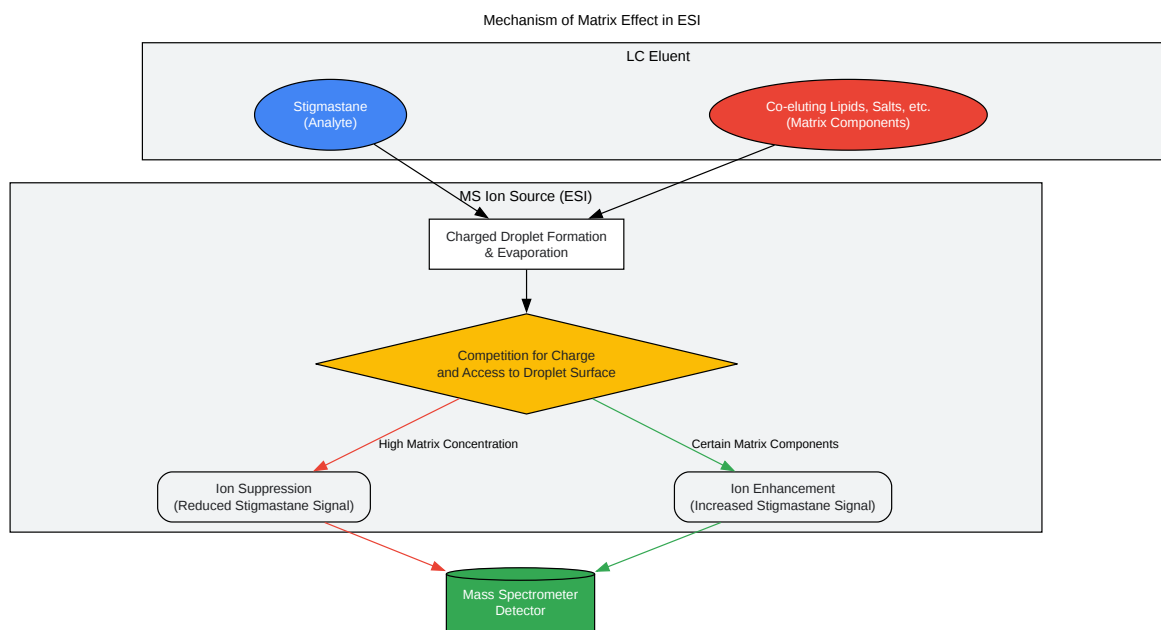 Mechanism of Matrix Effect in ESI
LC Eluent
Stigmastane
(Analyte)
Co-eluting Lipids, Salts, etc.
(Matrix Components)
MS Ion Source (ESI)
Charged Droplet Formation
& Evaporation
Competition for Charge
and Access to Droplet Surface
High Matrix Concentration
Certain Matrix Components
Ion Suppression
(Reduced Stigmastane Signal)
Ion Enhancement
(Increased Stigmastane Signal)
Mass Spectrometer
Detector